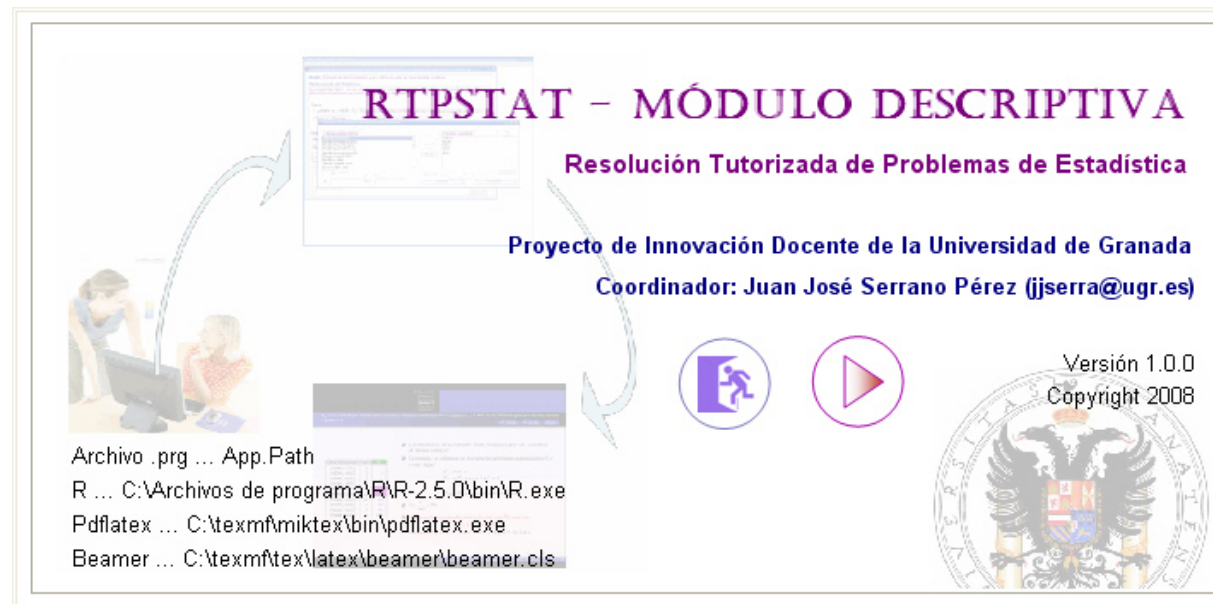 RTPSTAT - MÓDULO DESCRIPTIVA
Resolución Tutorizada de Problemas de Estadística
Proyecto de Innovación Docente de la Universidad de Granada
Coordinador: Juan José Serrano Pérez (jjserra@ugr.es)
Versión 1.0.0
Copyright 2008
Archivo .prg ... App.Path
R ... C:\Archivos de programa\R\R-2.5.0\bin\R.exe
Pdflatex ... C:\texmf\miktex\bin\pdflatex.exe
Beamer ... C:\texmf\tex\latex\beamer\beamer.cls